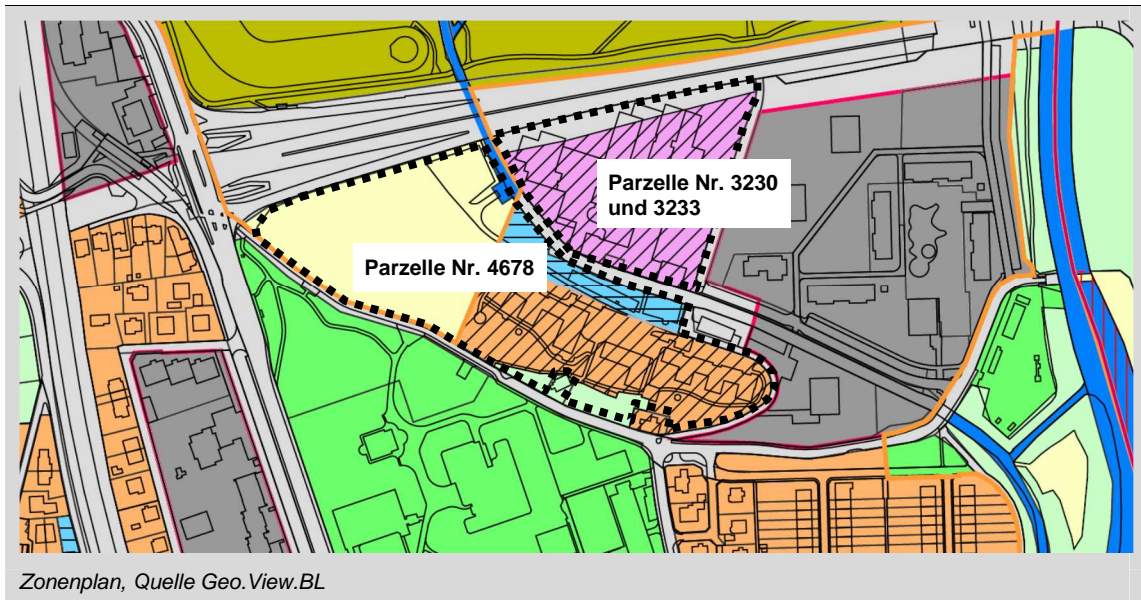 Parzelle Nr. 3230
und 3233
Parzelle Nr. 4678
Zonenplan, Quelle Geo.View.BL